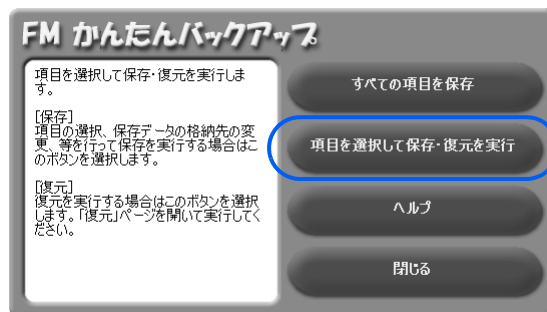 FM かんたんバックアップ
項目を選択して保存・復元を実行しま
す。
[保存]
項目の選択、保存データの格納先の変
更、等を行って保存を実行する場合はこ
のボタンを選択します。
[復元]
復元を実行する場合はこのボタンを選択
します。「復元」ページを開いて実行してく
ださい。
すべての項目を保存
項目を選択して保存・復元を実行
ヘルプ
閉じる